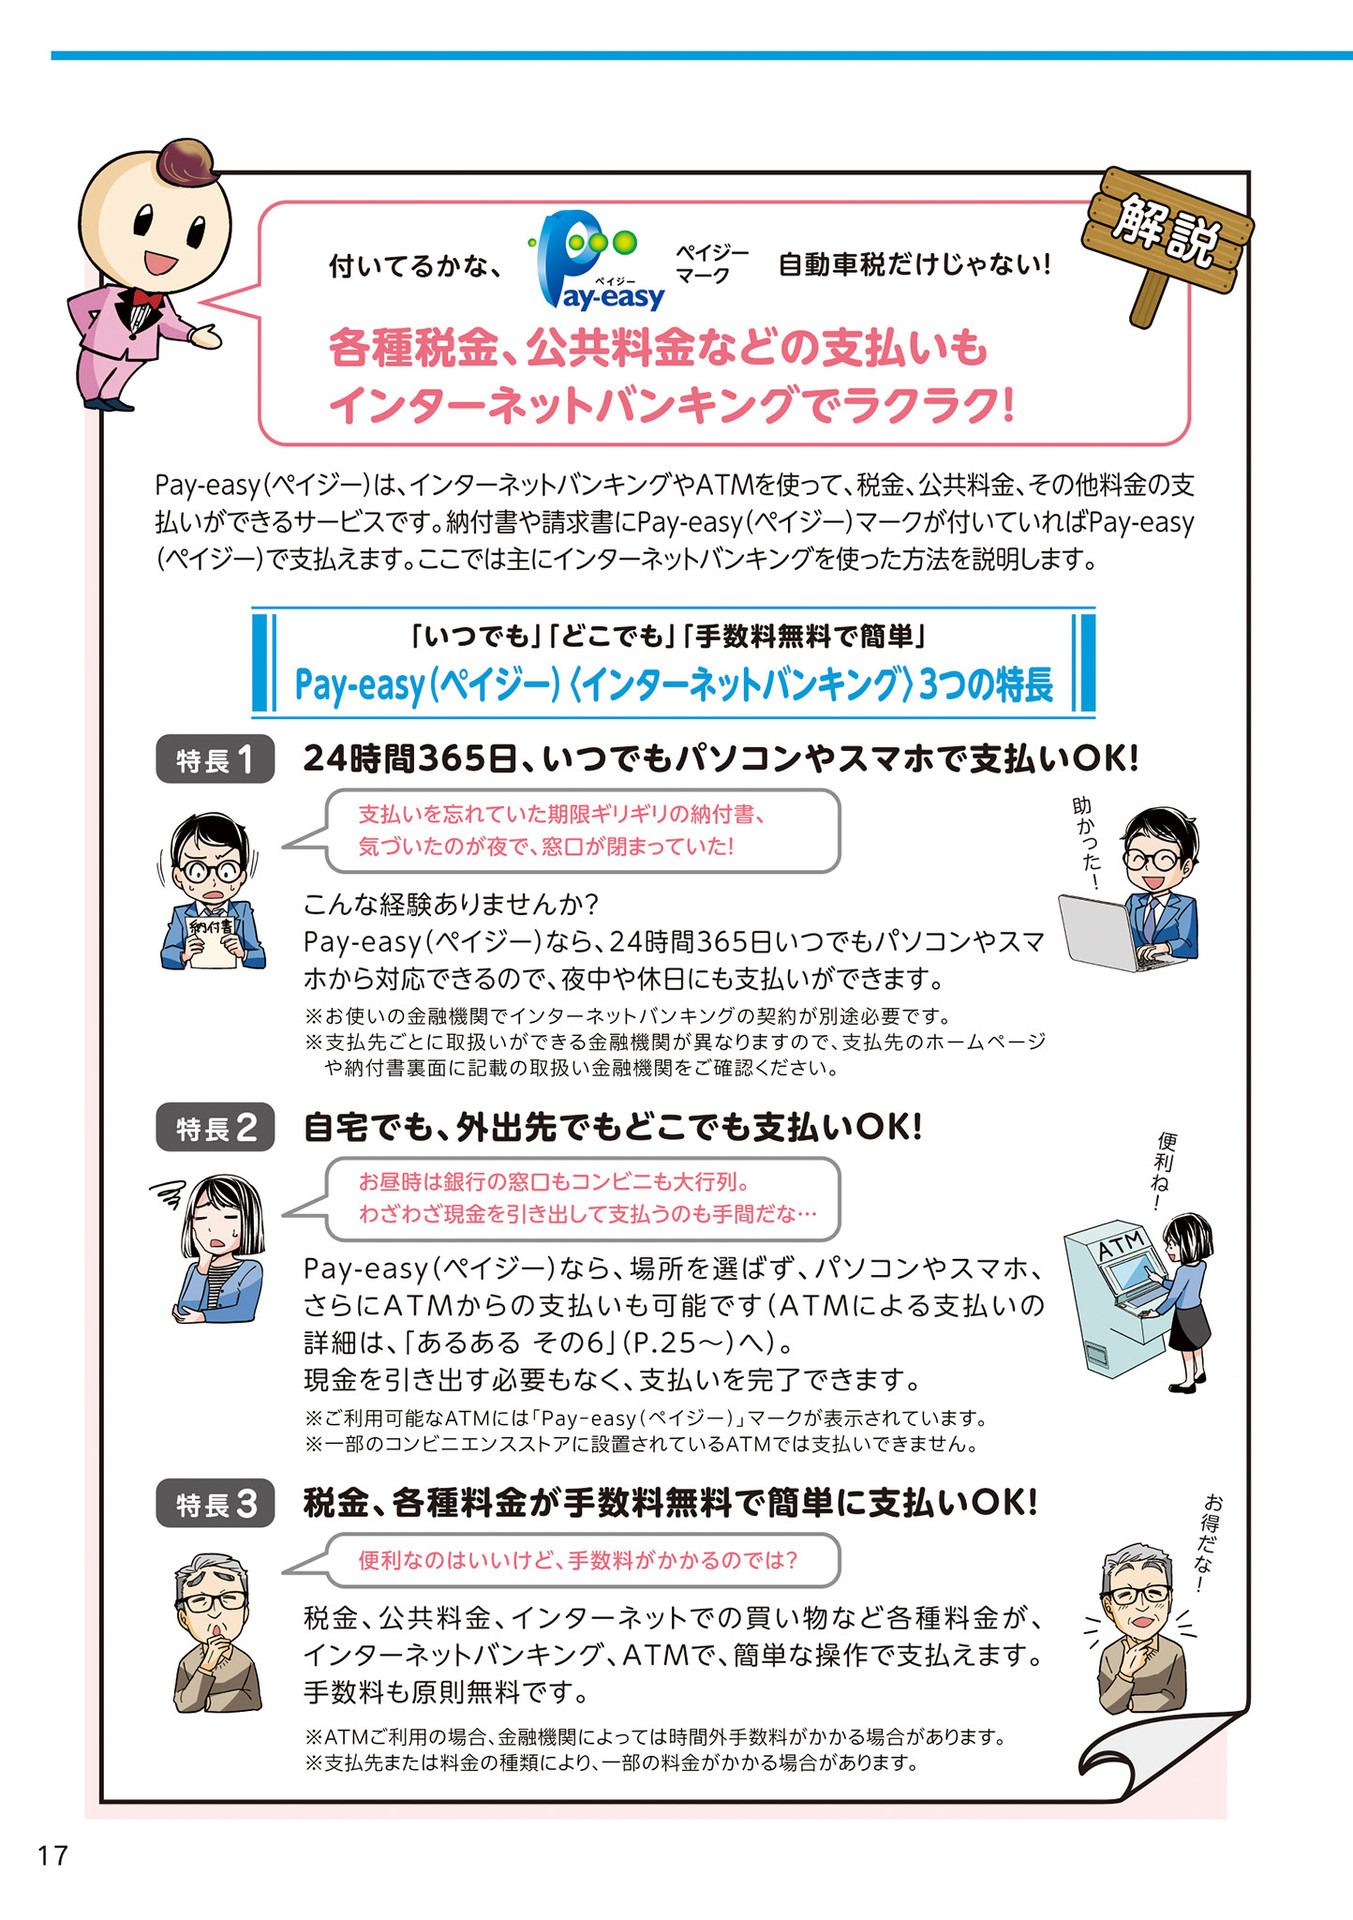 解説
付いてるかな、
Pay-easy
ペイジー
ペイジー
マーク
自動車税だけじゃない!
各種税金、公共料金などの支払いも
インターネットバンキングでラクラク!
Pay-easy(ペイジー)は、インターネットバンキングやATMを使って、税金、公共料金、その他料金の支
払いができるサービスです。納付書や請求書にPay-easy(ペイジー)マークが付いていればPay-easy
(ペイジー)で支払えます。ここでは主にインターネットバンキングを使った方法を説明します。
「いつでも」「どこでも」「手数料無料で簡単」
Pay-easy(ペイジー)〈インターネットバンキング〉3つの特長
特長1
24時間365日、いつでもパソコンやスマホで支払いOK!
支払いを忘れていた期限ギリギリの納付書、
気づいたのが夜で、窓口が閉まっていた!
納付書
助かった!
こんな経験ありませんか?
Pay-easy(ペイジー)なら、24時間365日いつでもパソコンやスマ
ホから対応できるので、夜中や休日にも支払いができます。
※お使いの金融機関でインターネットバンキングの契約が別途必要です。
※支払先ごとに取扱いができる金融機関が異なりますので、支払先のホームページ
や納付書裏面に記載の取扱い金融機関をご確認ください。
特長2
自宅でも、外出先でもどこでも支払いOK!
お昼時は銀行の窓口もコンビニも大行列。
わざわざ現金を引き出して支払うのも手間だな…
便利ね!
ATM
Pay-easy(ペイジー)なら、場所を選ばず、パソコンやスマホ、
さらにATMからの支払いも可能です(ATMによる支払いの
詳細は、「あるある その6」(P.25〜)へ)。
現金を引き出す必要もなく、支払いを完了できます。
※ご利用可能なATMには「Pay-easy(ペイジー)」マークが表示されています。
※一部のコンビニエンスストアに設置されているATMでは支払いできません。
特長3
税金、各種料金が手数料無料で簡単に支払いOK!
便利なのはいいけど、手数料がかかるのでは?
お得だな!
税金、公共料金、インターネットでの買い物など各種料金が、
インターネットバンキング、ATMで、簡単な操作で支払えます。
手数料も原則無料です。
※ATMご利用の場合、金融機関によっては時間外手数料がかかる場合があります。
※支払先または料金の種類により、一部の料金がかかる場合があります。
17